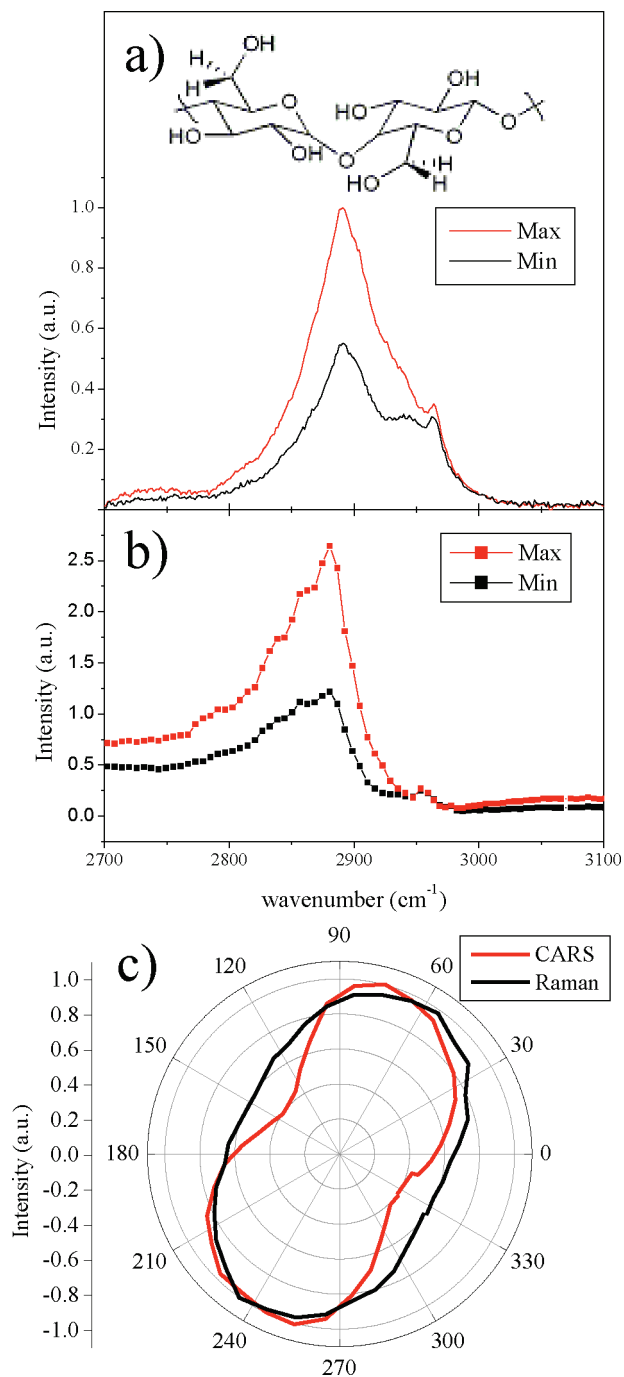 a)
OH
H
H
O
HO
OH
O
OH
HO
O
O
HO
H
H
1.0
0.8
0.6
0.4
0.2
Intensity (a.u.)
Max
Min
b)
2.5
2.0
1.5
1.0
0.5
0.0
Intensity (a.u.)
Max
Min
2700 2800 2900 3000 3100
wavenumber (cm-1)
c)
CARS
Raman
1.0
0.8
0.6
0.4
0.2
0.0
-0.2
-0.4
-0.6
-0.8
-1.0
Intensity (a.u.)
90
120 60
150 30
180 0
210 330
240 300
270